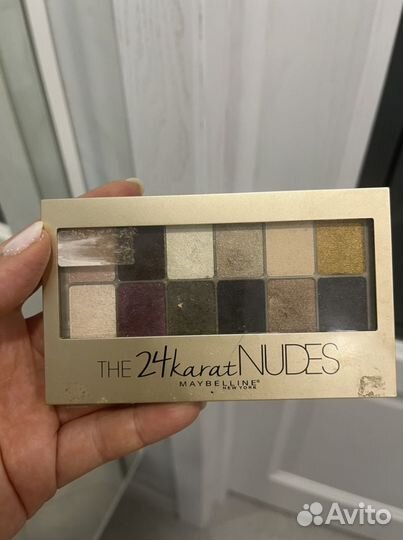 THE 24karat NUDES
MAYBELLINE®
NEW YORK
Avito